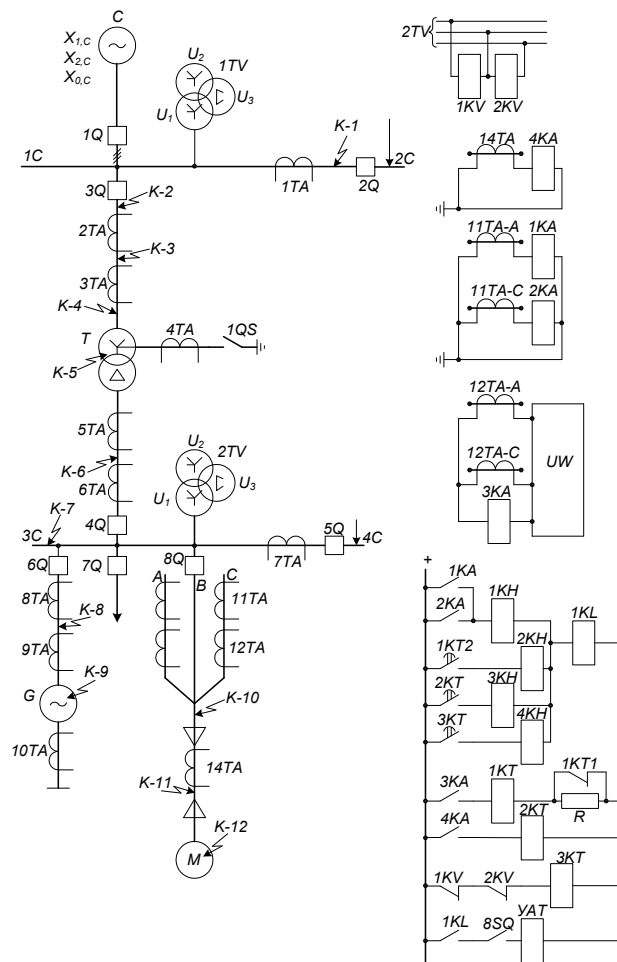 C
X1,C
X2,C
X0,C
1Q
U2
1TV
U1
U3
K-1
1C
1TA
2Q
2C
3Q
K-2
2TA
K-3
3TA
K-4
T
4TA
1QS
K-5
5TA
K-6
6TA
U2
2TV
U1
U3
K-7
4Q
3C
5Q
4C
7TA
6Q
7Q
8Q
A
B
C
8TA
K-8
9TA
11TA
12TA
K-9
G
K-10
10TA
14TA
K-11
K-12
M
2TV
1KV
2KV
14TA
4KA
11TA-A
1KA
11TA-C
2KA
12TA-A
12TA-C
UW
3KA
+
1KA
1KH
2KA
1KL
1KT2
2KH
2KT
3KH
3KT
4KH
3KA
1KT
1KT1
R
4KA
2KT
1KV
2KV
3KT
1KL
8SQ
УАТ